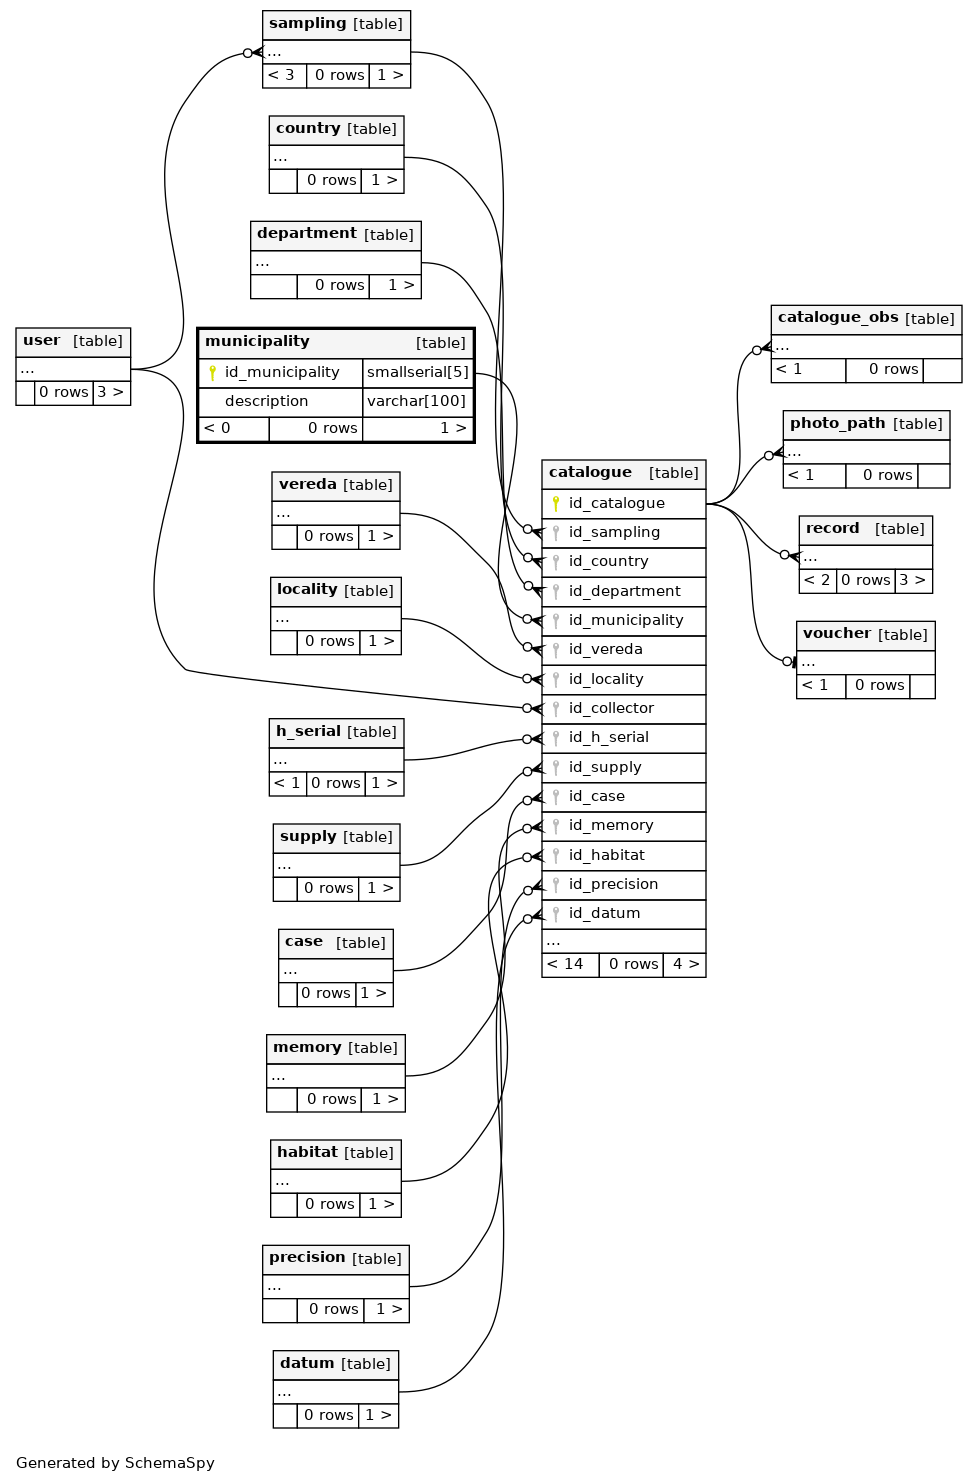 sampling [table]
...
< 3 0 rows 1 >
country [table]
...
0 rows 1 >
department [table]
...
0 rows 1 >
user [table]
...
0 rows 3 >
municipality [table]
id_municipality smallserial[5]
description varchar[100]
< 0 0 rows 1 >
vereda [table]
...
0 rows 1 >
locality [table]
...
0 rows 1 >
h_serial [table]
...
< 1 0 rows 1 >
supply [table]
...
0 rows 1 >
case [table]
...
0 rows 1 >
memory [table]
...
0 rows 1 >
habitat [table]
...
0 rows 1 >
precision [table]
...
0 rows 1 >
datum [table]
...
0 rows 1 >
catalogue [table]
id_catalogue
id_sampling
id_country
id_department
id_municipality
id_vereda
id_locality
id_collector
id_h_serial
id_supply
id_case
id_memory
id_habitat
id_precision
id_datum
...
< 14 0 rows 4 >
catalogue_obs [table]
...
< 1 0 rows
photo_path [table]
...
< 1 0 rows
record [table]
...
< 2 0 rows 3 >
voucher [table]
...
< 1 0 rows
Generated by SchemaSpy